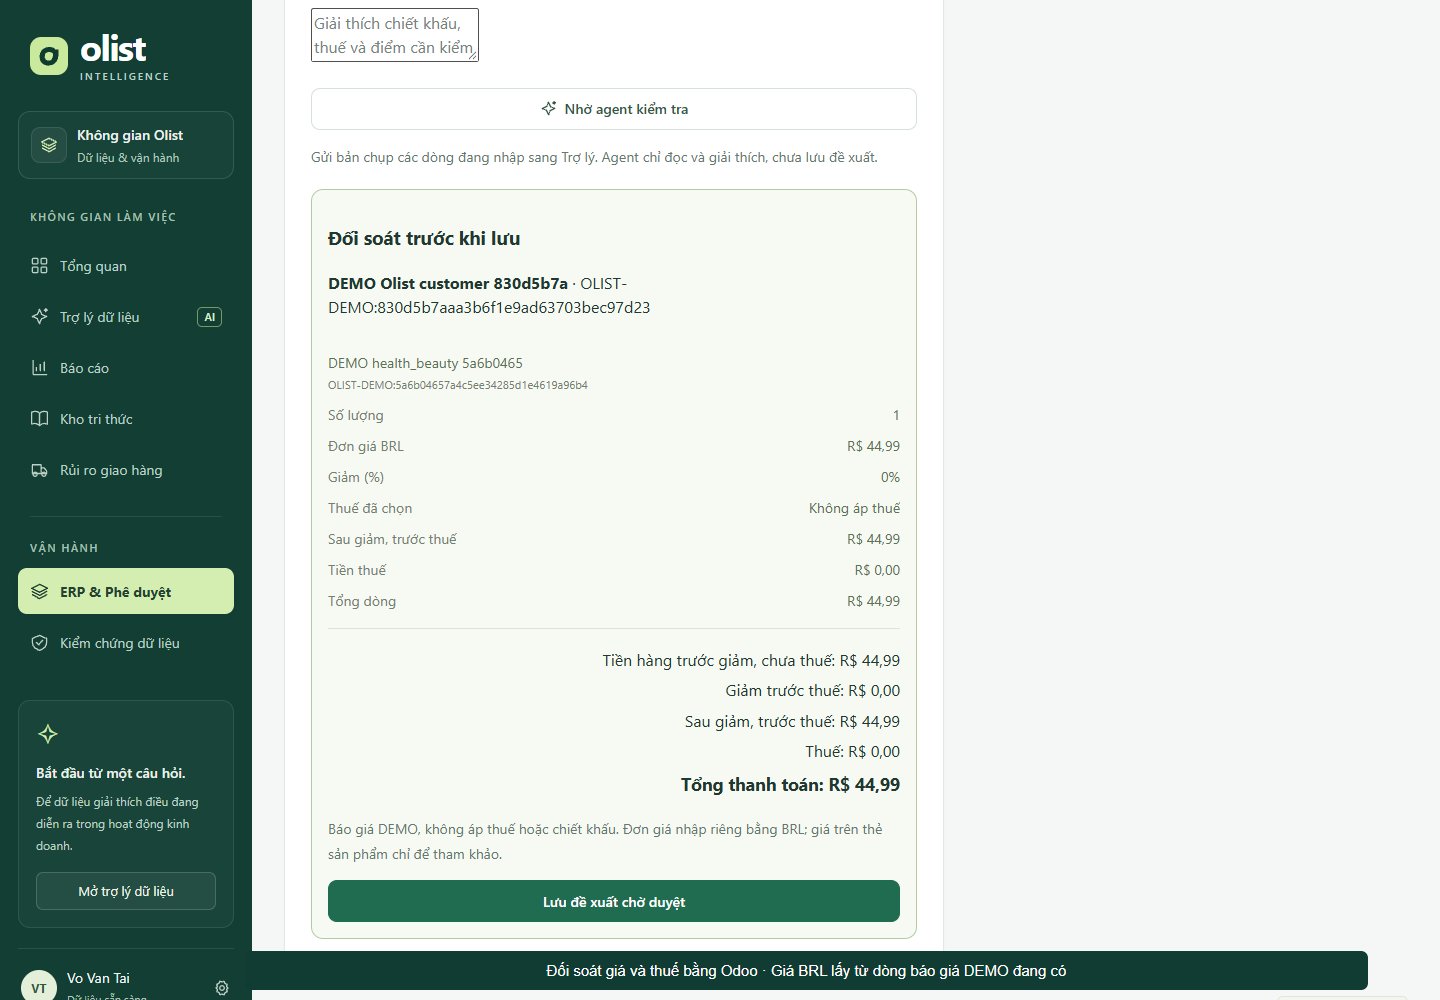 olist
INTELLIGENCE
Không gian Olist
Dữ liệu & vận hành
KHÔNG GIAN LÀM VIỆC
Tổng quan
Trợ lý dữ liệu
AI
Báo cáo
Kho tri thức
Rủi ro giao hàng
VẬN HÀNH
ERP & Phê duyệt
Kiểm chứng dữ liệu
Bắt đầu từ một câu hỏi.
Để dữ liệu giải thích điều đang
diễn ra trong hoạt động kinh
doanh.
Mở trợ lý dữ liệu
VT
Vo Van Tai
Dữ liệu sẵn sàng
Giải thích chiết khấu,
thuế và điểm cần kiểm
Nhờ agent kiểm tra
Gửi bản chụp các dòng đang nhập sang Trợ lý. Agent chỉ đọc và giải thích, chưa lưu đề xuất.
Đối soát trước khi lưu
DEMO Olist customer 830d5b7a · OLIST-
DEMO:830d5b7aaa3b6f1e9ad63703bec97d23
DEMO health_beauty 5a6b0465
OLIST-DEMO:5a6b04657a4c5ee34285d1e4619a96b4
Số lượng 1
Đơn giá BRL R$ 44,99
Giảm (%) 0%
Thuế đã chọn Không áp thuế
Sau giảm, trước thuế R$ 44,99
Tiền thuế R$ 0,00
Tổng dòng R$ 44,99
Tiền hàng trước giảm, chưa thuế: R$ 44,99
Giảm trước thuế: R$ 0,00
Sau giảm, trước thuế: R$ 44,99
Thuế: R$ 0,00
Tổng thanh toán: R$ 44,99
Báo giá DEMO, không áp thuế hoặc chiết khấu. Đơn giá nhập riêng bằng BRL; giá trên thẻ
sản phẩm chỉ để tham khảo.
Lưu đề xuất chờ duyệt
Đối soát giá và thuế bằng Odoo · Giá BRL lấy từ dòng báo giá DEMO đang có